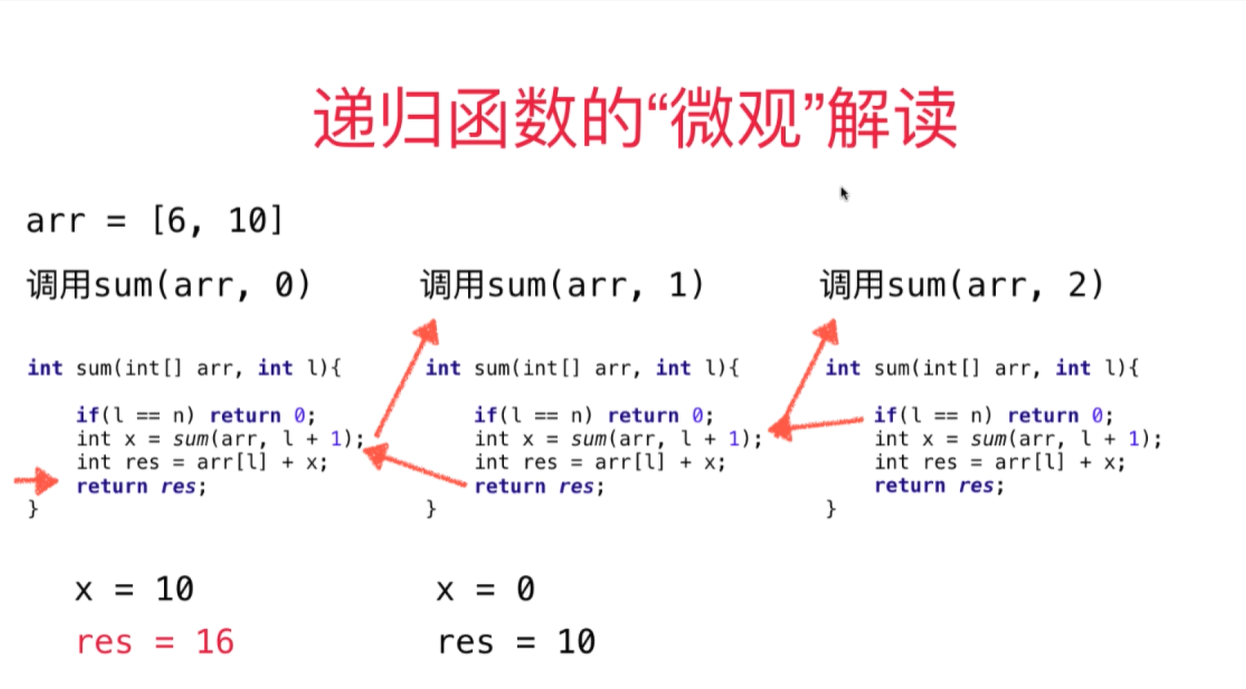 递归函数的“微观”解读
arr = [6, 10]
调用sum(arr, 0)
int sum(int[] arr, int l){
if(l == n) return 0;
int x = sum(arr, l + 1);
int res = arr[l] + x;
return res;
}
x = 10
res = 16
调用sum(arr, 1)
int sum(int[] arr, int l){
if(l == n) return 0;
int x = sum(arr, l + 1);
int res = arr[l] + x;
return res;
}
x = 0
res = 10
调用sum(arr, 2)
int sum(int[] arr, int l){
if(l == n) return 0;
int x = sum(arr, l + 1);
int res = arr[l] + x;
return res;
}